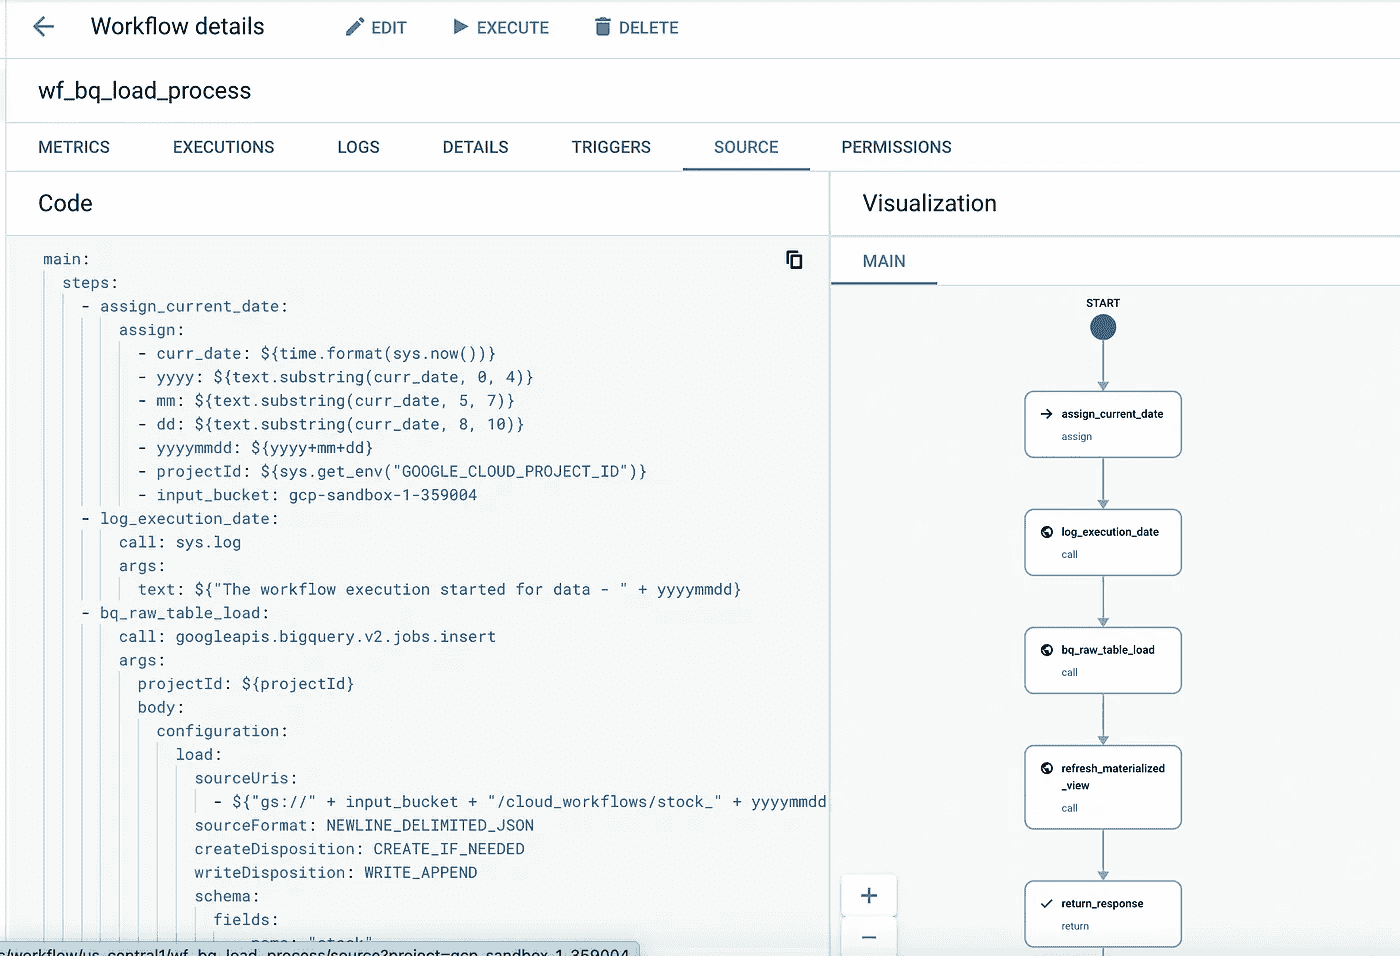 Workflow details
EDIT
EXECUTE
DELETE
wf_bq_load_process
METRICS
EXECUTIONS
LOGS
DETAILS
TRIGGERS
SOURCE
PERMISSIONS
Code
main:
steps:
- assign_current_date:
assign:
- curr_date: ${time.format(sys.now())}
- yyyy: ${text.substring(curr_date, 0, 4)}
- mm: ${text.substring(curr_date, 5, 7)}
- dd: ${text.substring(curr_date, 8, 10)}
- yyyymmdd: ${yyyy+mm+dd}
- projectId: ${sys.get_env("GOOGLE_CLOUD_PROJECT_ID")}
- input_bucket: gcp-sandbox-1-359004
- log_execution_date:
call: sys.log
args:
text: ${"The workflow execution started for data - " + yyyymmdd}
- bq_raw_table_load:
call: googleapis.bigquery.v2.jobs.insert
args:
projectId: ${projectId}
body:
configuration:
load:
sourceUris:
- ${"gs://" + input_bucket + "/cloud_workflows/stock_" + yyyymmdd
sourceFormat: NEWLINE_DELIMITED_JSON
createDisposition: CREATE_IF_NEEDED
writeDisposition: WRITE_APPEND
schema:
fields:
- name: "stock"
s/workflow/us-central1/wf_bq_load_process/source?project=gcp-sandbox-1-359004
Visualization
MAIN
START
assign_current_date
assign
log_execution_date
call
bq_raw_table_load
call
refresh_materialized
_view
call
return_response
return